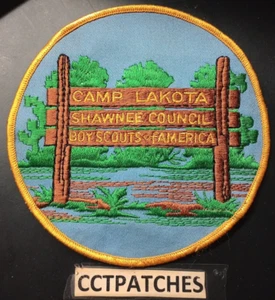 CAMP LAKOTA
SHAWNEE COUNCIL
BOY SCOUTS of AMERICA
CCTPATCHES